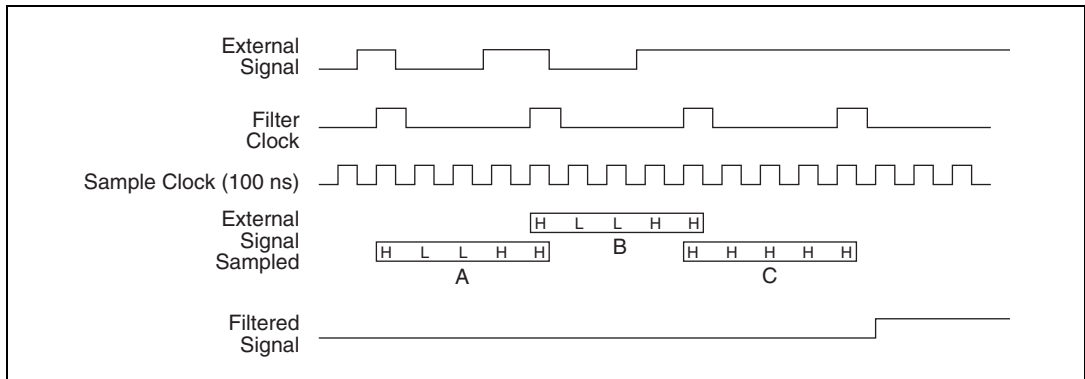 External
Signal
Filter
Clock
Sample Clock (100 ns)
External
Signal
Sampled
H L L H H
B
H L L H H
A
H H H H H
C
Filtered
Signal